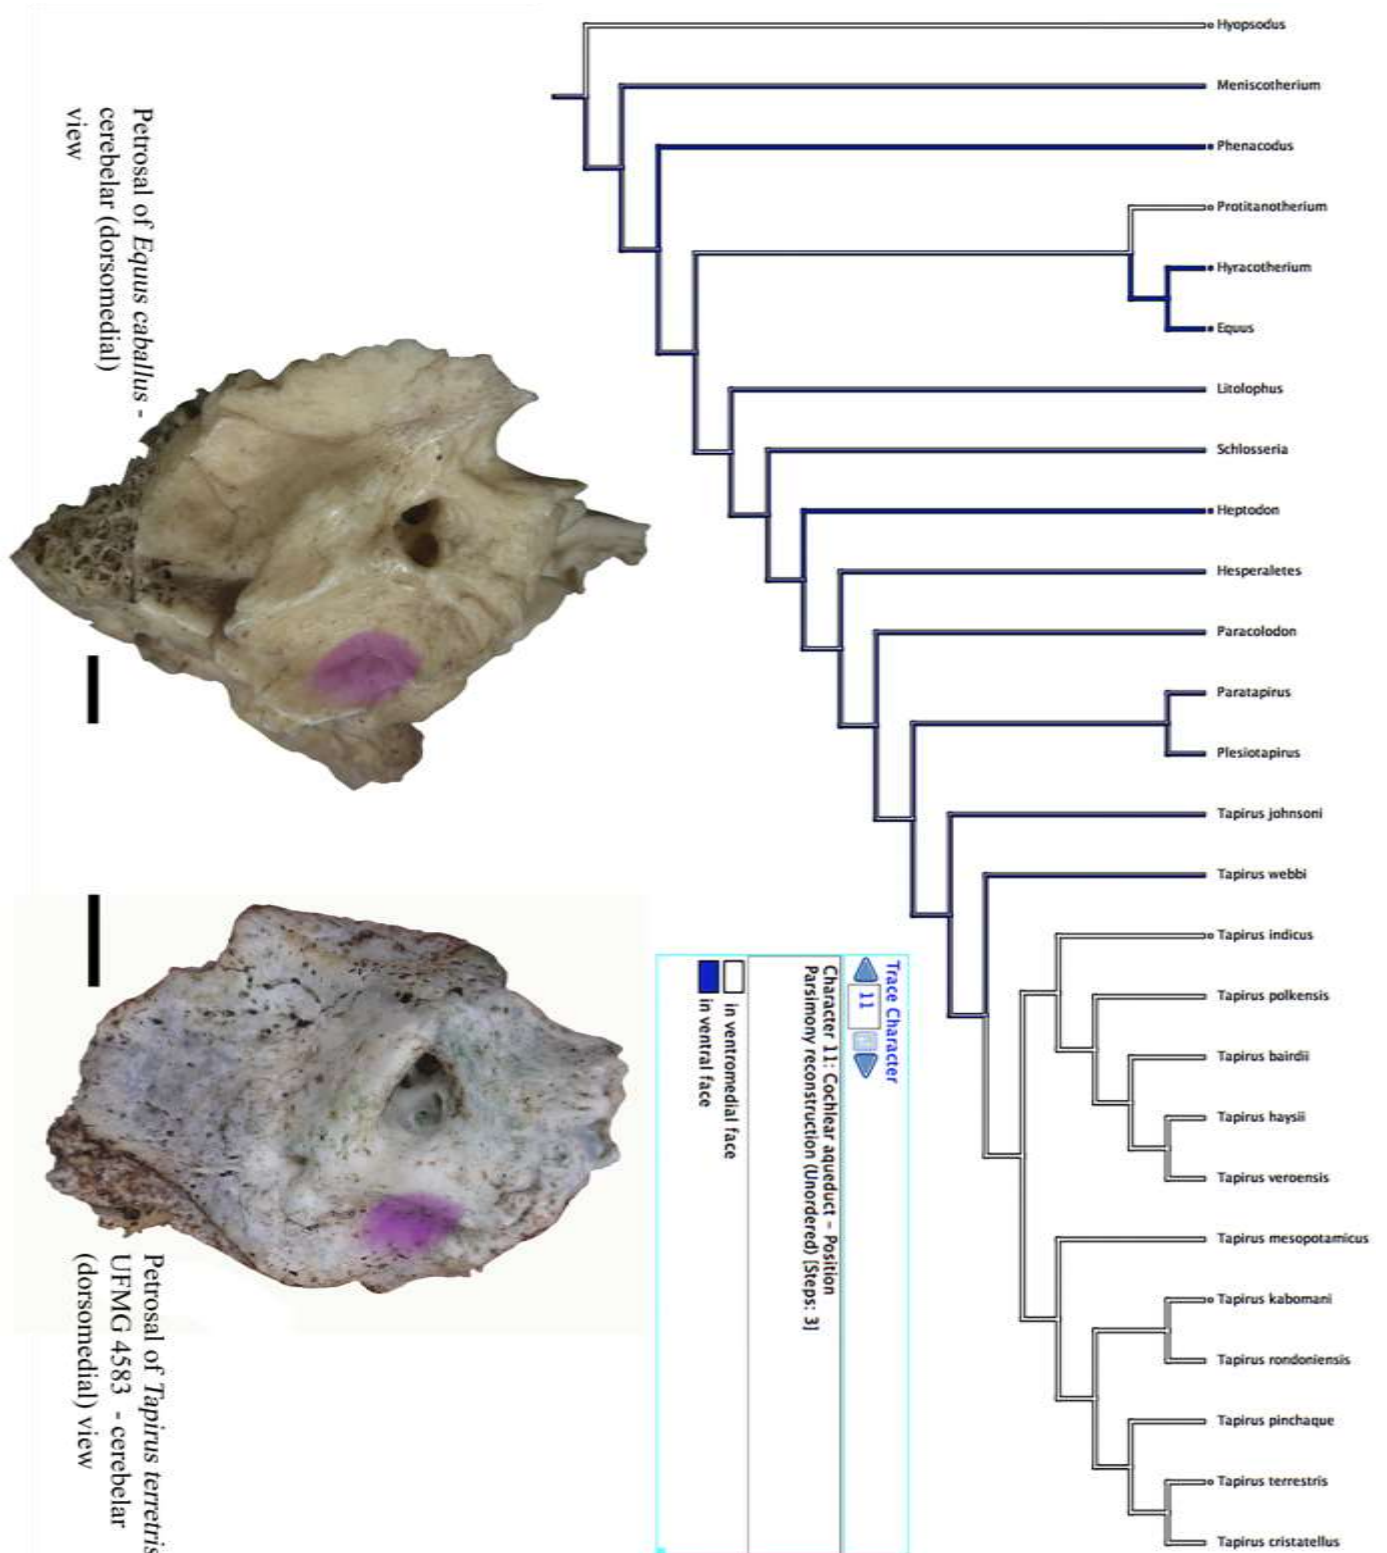 Hyopsodus
Meniscotherium
Phenacodus
Protitanotherium
Hyracotherium
Equus
Litolophus
Schlosseria
Heptodon
Hesperaletes
Paracolodon
Paratapirus
Plesiotapirus
Tapirus johnsoni
Tapirus webbi
Tapirus indicus
Tapirus polkensis
Tapirus bairdii
Tapirus haysii
Tapirus veroensis
Tapirus mesopotamicus
Tapirus kabomani
Tapirus rondoniensis
Tapirus pinchaque
Tapirus terrestris
Tapirus cristatellus
Trace Character
11
Character 11: Cochlear aqueduct - Position
Parsimony reconstruction (Unordered) [Steps: 3]
in ventromedial face
in ventral face
Petrosal of Equus caballus -
cerebelar (dorsomedial)
view
Petrosal of Tapirus terretris
UFMG 4583 - cerebelar
(dorsomedial) view